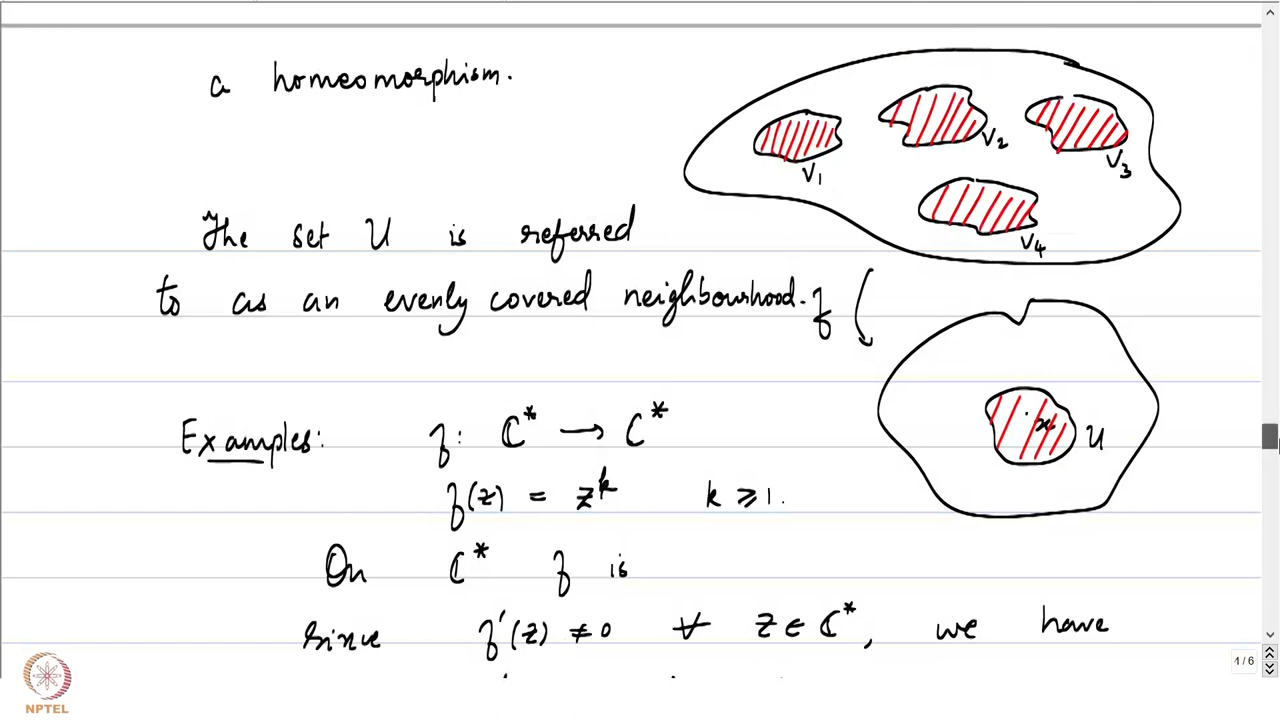 a homeomorphism.
V1
V2
V3
V4
The set U is referred
to as an evenly covered neighbourhood.
f
x
U
Examples: f: ℂ* → ℂ*
f(z) = z^k k ≥ 1.
On ℂ* f is
since f'(z) ≠ 0 ∀ z ∈ ℂ*, we have
4 / 6
NPTEL